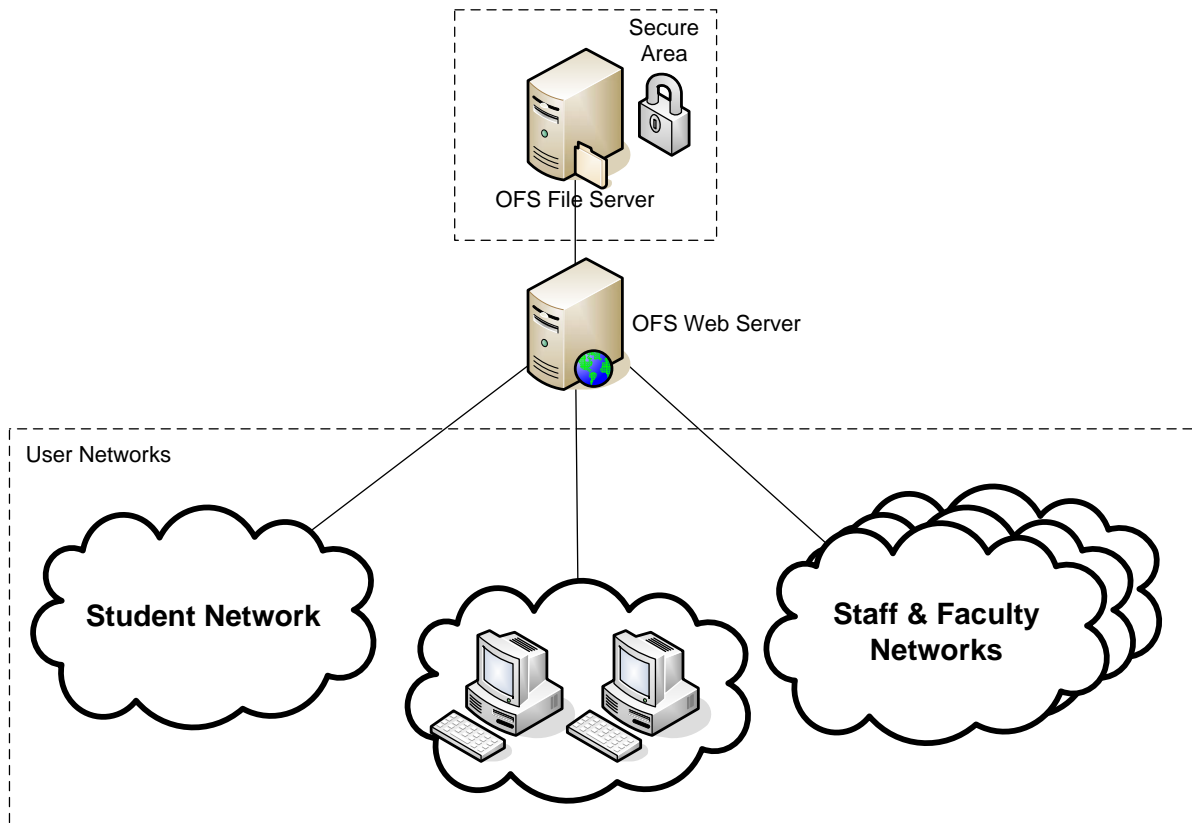 Secure
Area
OFS File Server
OFS Web Server
User Networks
Student Network
Staff & Faculty
Networks